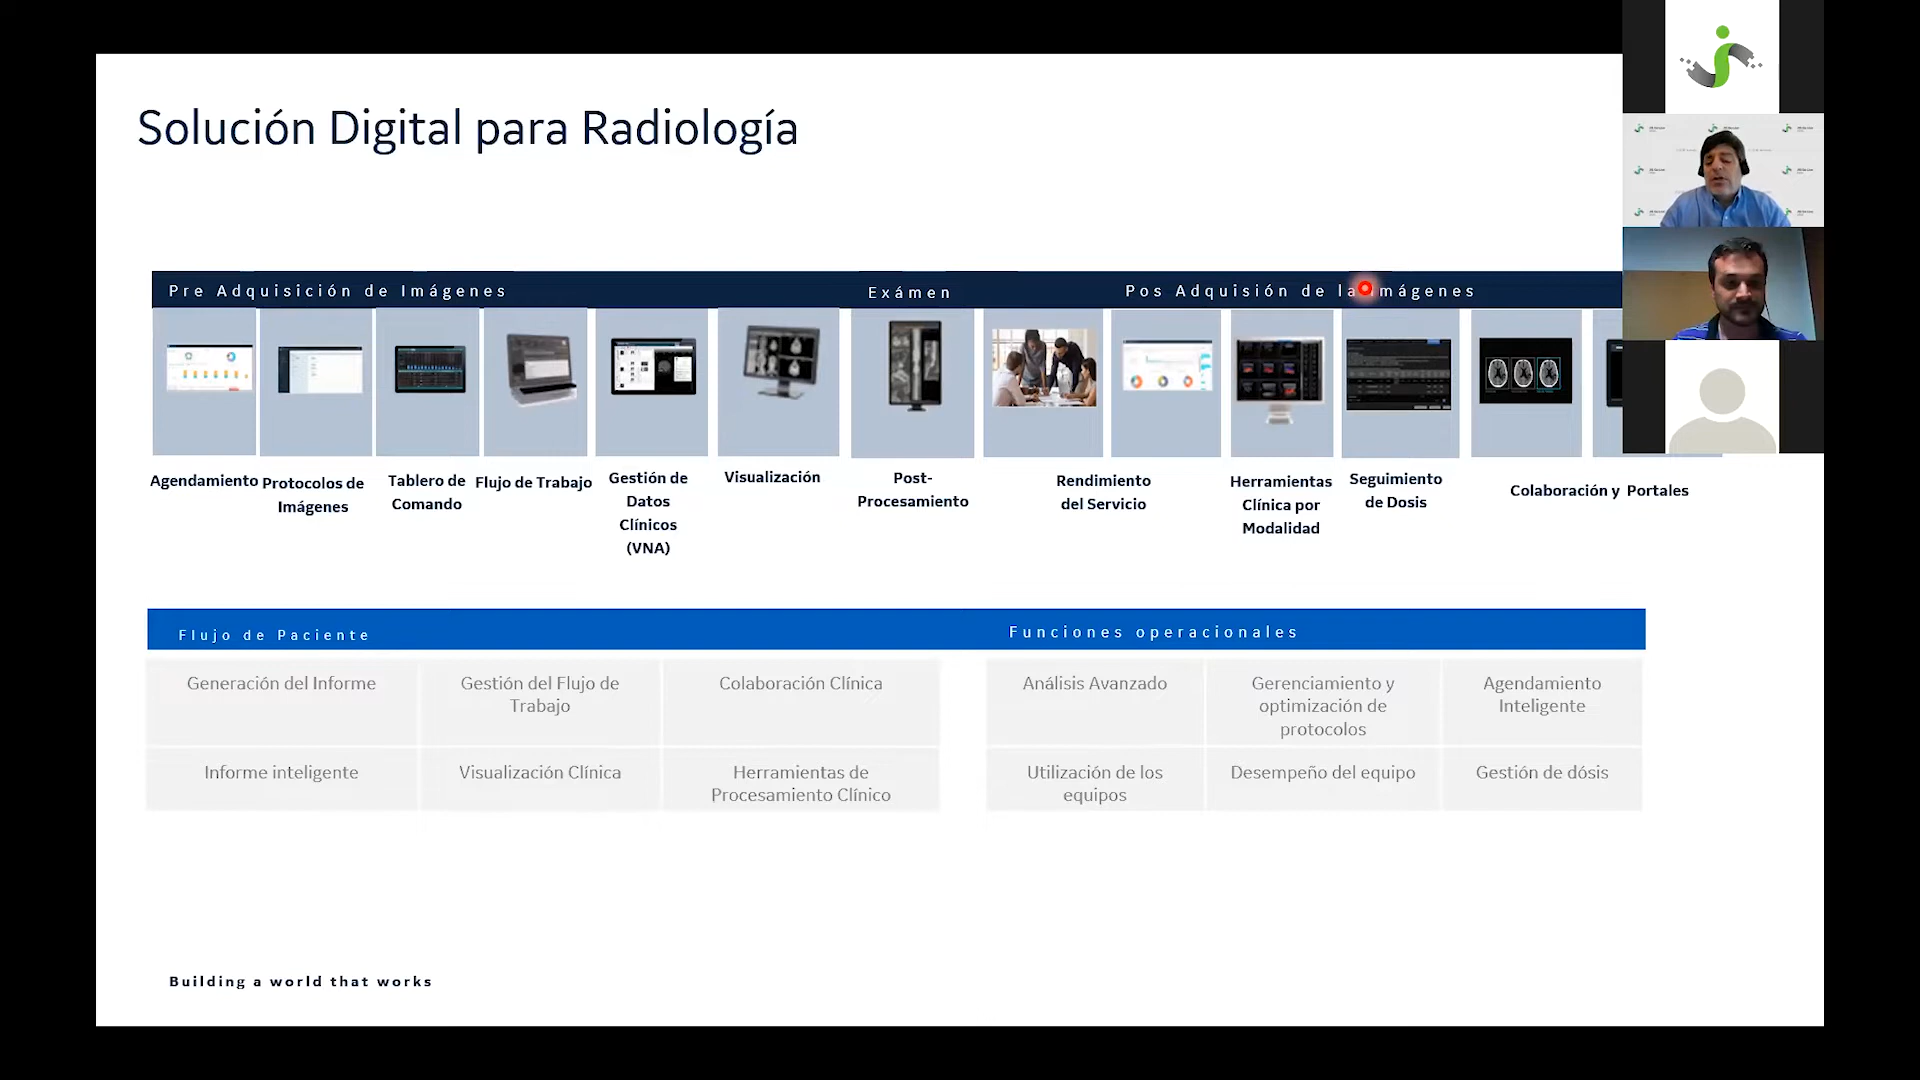 Solución Digital para Radiología
Pre Adquisición de Imágenes
Exámen
Pos Adquisión de la Imágenes
Agendamiento
Protocolos de
Imágenes
Tablero de
Comando
Flujo de Trabajo
Gestión de
Datos
Clínicos
(VNA)
Visualización
Post-
Procesamiento
Rendimiento
del Servicio
Herramientas
Clínica por
Modalidad
Seguimiento
de Dosis
Colaboración y Portales
Flujo de Paciente
Funciones operacionales
Generación del Informe
Gestión del Flujo de
Trabajo
Colaboración Clínica
Análisis Avanzado
Gerenciamiento y
optimización de
protocolos
Agendamiento
Inteligente
Informe inteligente
Visualización Clínica
Herramientas de
Procesamiento Clínico
Utilización de los
equipos
Desempeño del equipo
Gestión de dósis
Building a world that works